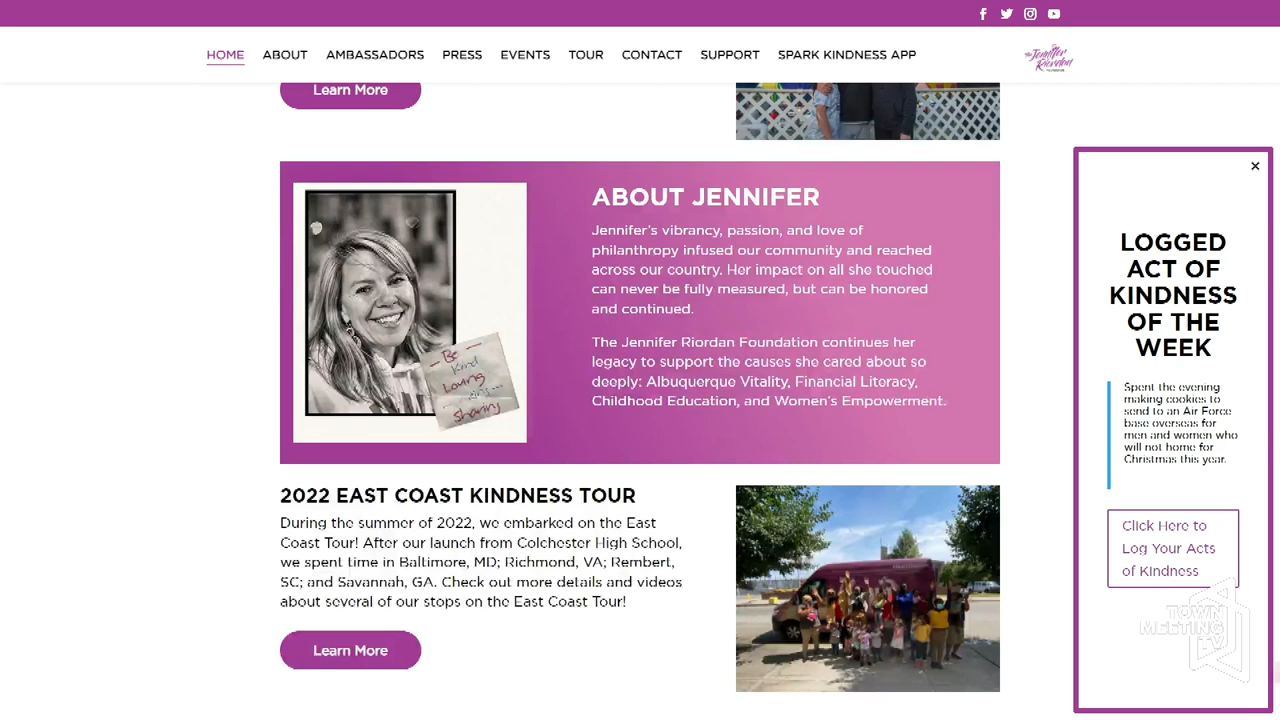 HOME ABOUT AMBASSADORS PRESS EVENTS TOUR CONTACT SUPPORT SPARK KINDNESS APP
The Jennifer
Riordan
Learn More
ABOUT JENNIFER
Jennifer's vibrancy, passion, and love of
philanthropy infused our community and reached
across our country. Her impact on all she touched
can never be fully measured, but can be honored
and continued.
The Jennifer Riordan Foundation continues her
legacy to support the causes she cared about so
deeply: Albuquerque Vitality, Financial Literacy,
Childhood Education, and Women's Empowerment.
Be
Kind
Loving
Sharing
2022 EAST COAST KINDNESS TOUR
During the summer of 2022, we embarked on the East
Coast Tour! After our launch from Colchester High School,
we spent time in Baltimore, MD; Richmond, VA; Rembert,
SC; and Savannah, GA. Check out more details and videos
about several of our stops on the East Coast Tour!
Learn More
×
LOGGED
ACT OF
KINDNESS
OF THE
WEEK
Spent the evening
making cookies to
send to an Air Force
base overseas for
men and women who
will not home for
Christmas this year.
Click Here to
Log Your Acts
of KIndness
TOWN
MEETING
TV